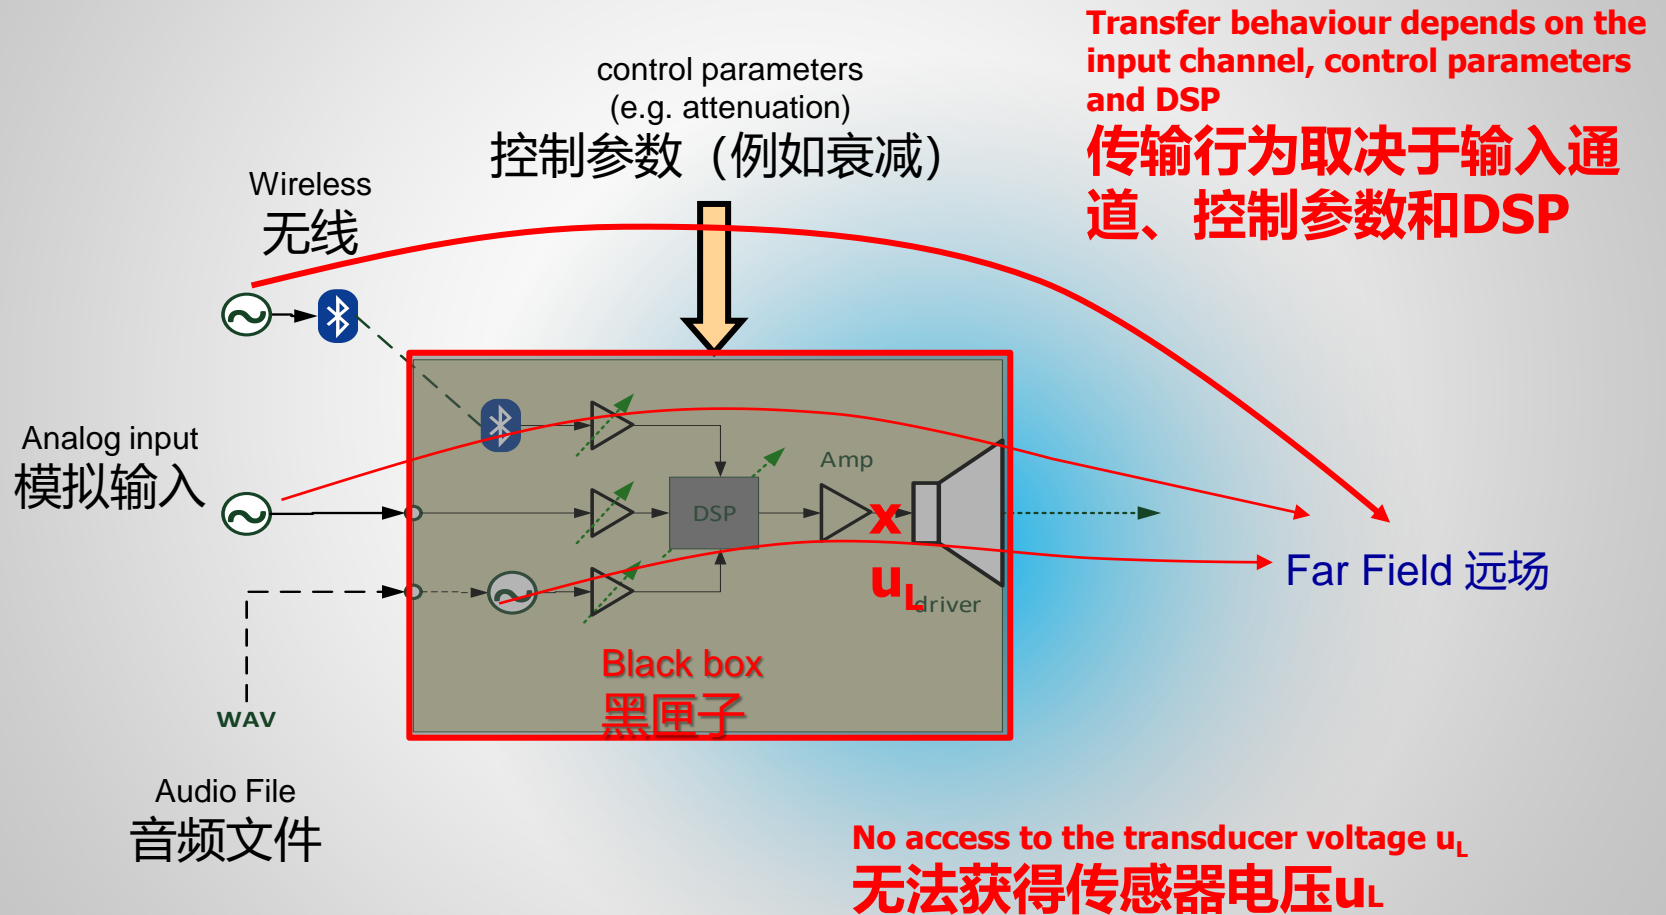 Transfer behaviour depends on the
input channel, control parameters
and DSP
传输行为取决于输入通
道、控制参数和DSP
control parameters
(e.g. attenuation)
控制参数（例如衰减）
Wireless
无线
Analog input
模拟输入
Amp
DSP
x
uL
driver
Far Field 远场
Black box
黑匣子
WAV
Audio File
音频文件
No access to the transducer voltage uL
无法获得传感器电压uL